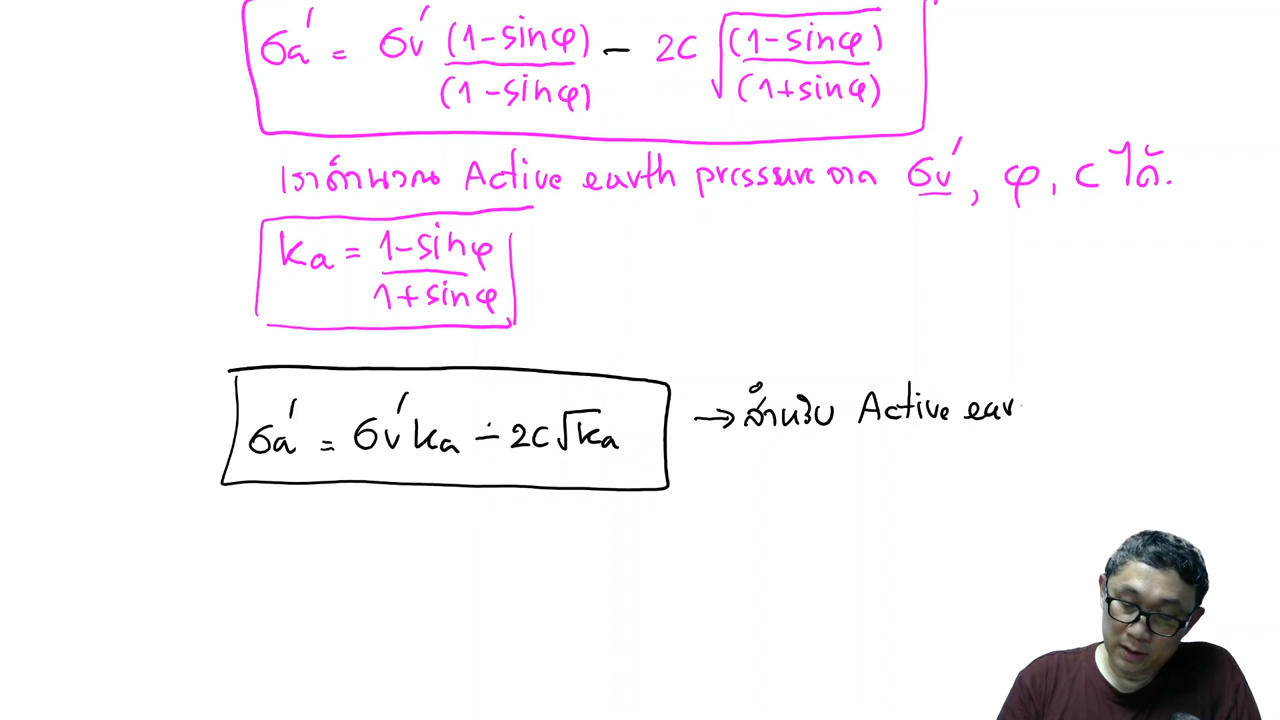 σa' = σv' (1-sinφ)/(1-sinφ) - 2c √((1-sinφ)/(1+sinφ))
เราคำนวณ Active earth pressure จาก σv', φ, c ได้.
Ka = (1-sinφ)/(1+sinφ)
σa' = σv' Ka - 2c√Ka → สำหรับ Active ear